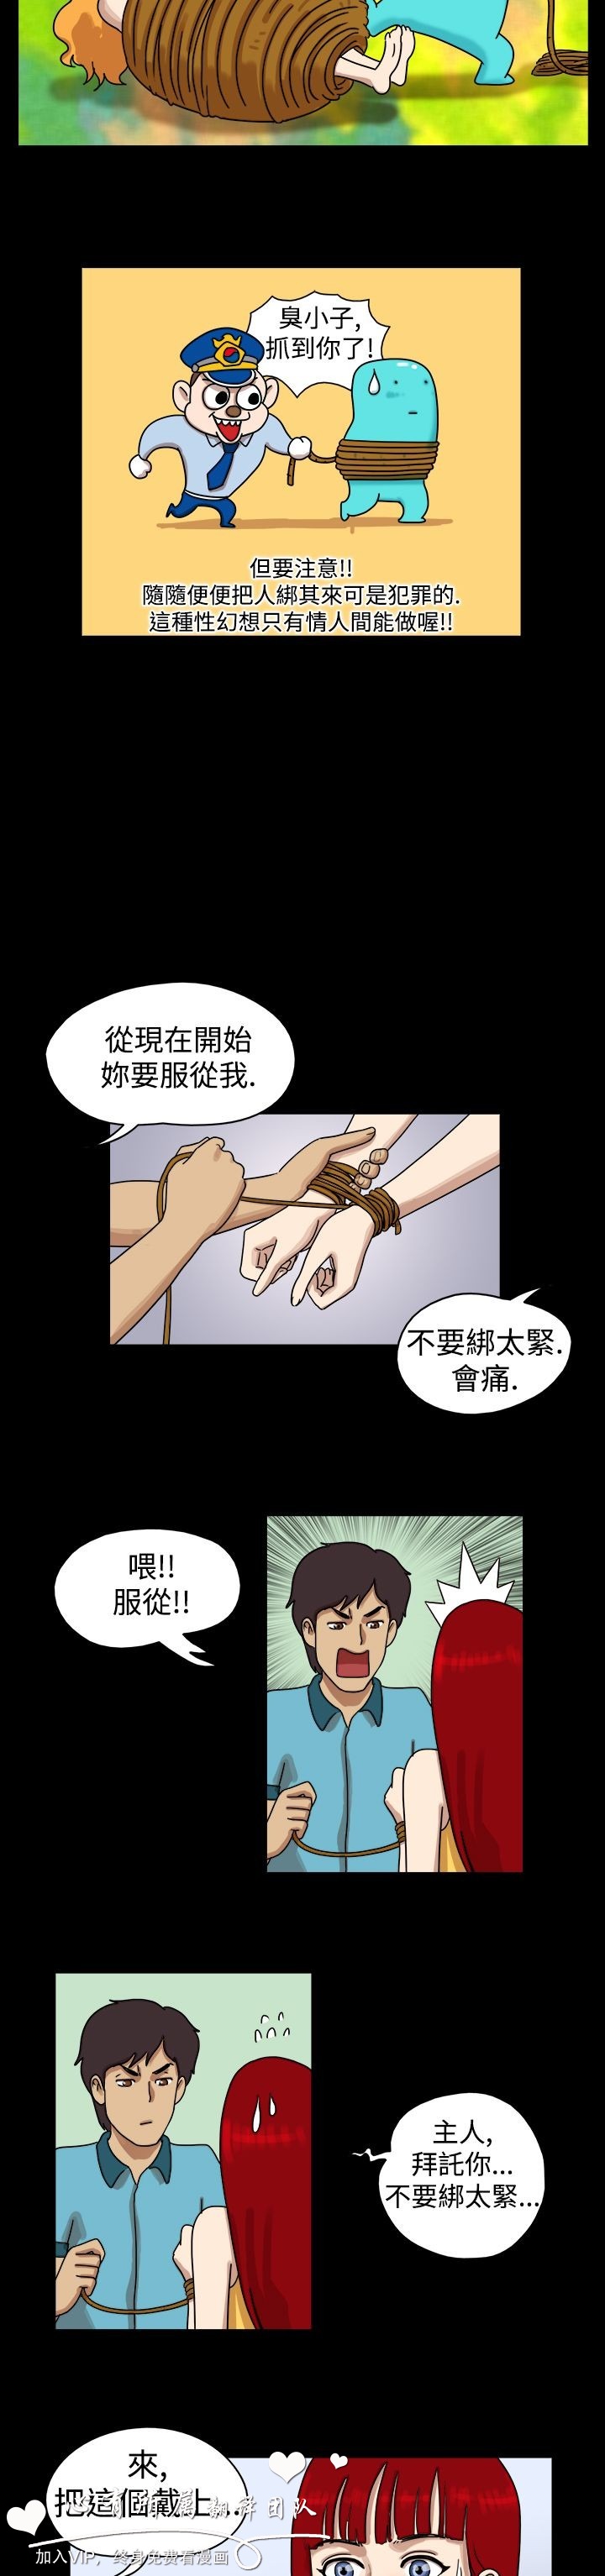 臭小子,
抓到你了!
但要注意!!
隨隨便便把人綁其來可是犯罪的.
這種性幻想只有情人間能做喔!!
從現在開始
妳要服從我.
不要綁太緊.
會痛.
喂!!
服從!!
主人,
拜託你...
不要綁太緊...
來,
把這個戴上...
加入VIP，终身免费看漫画